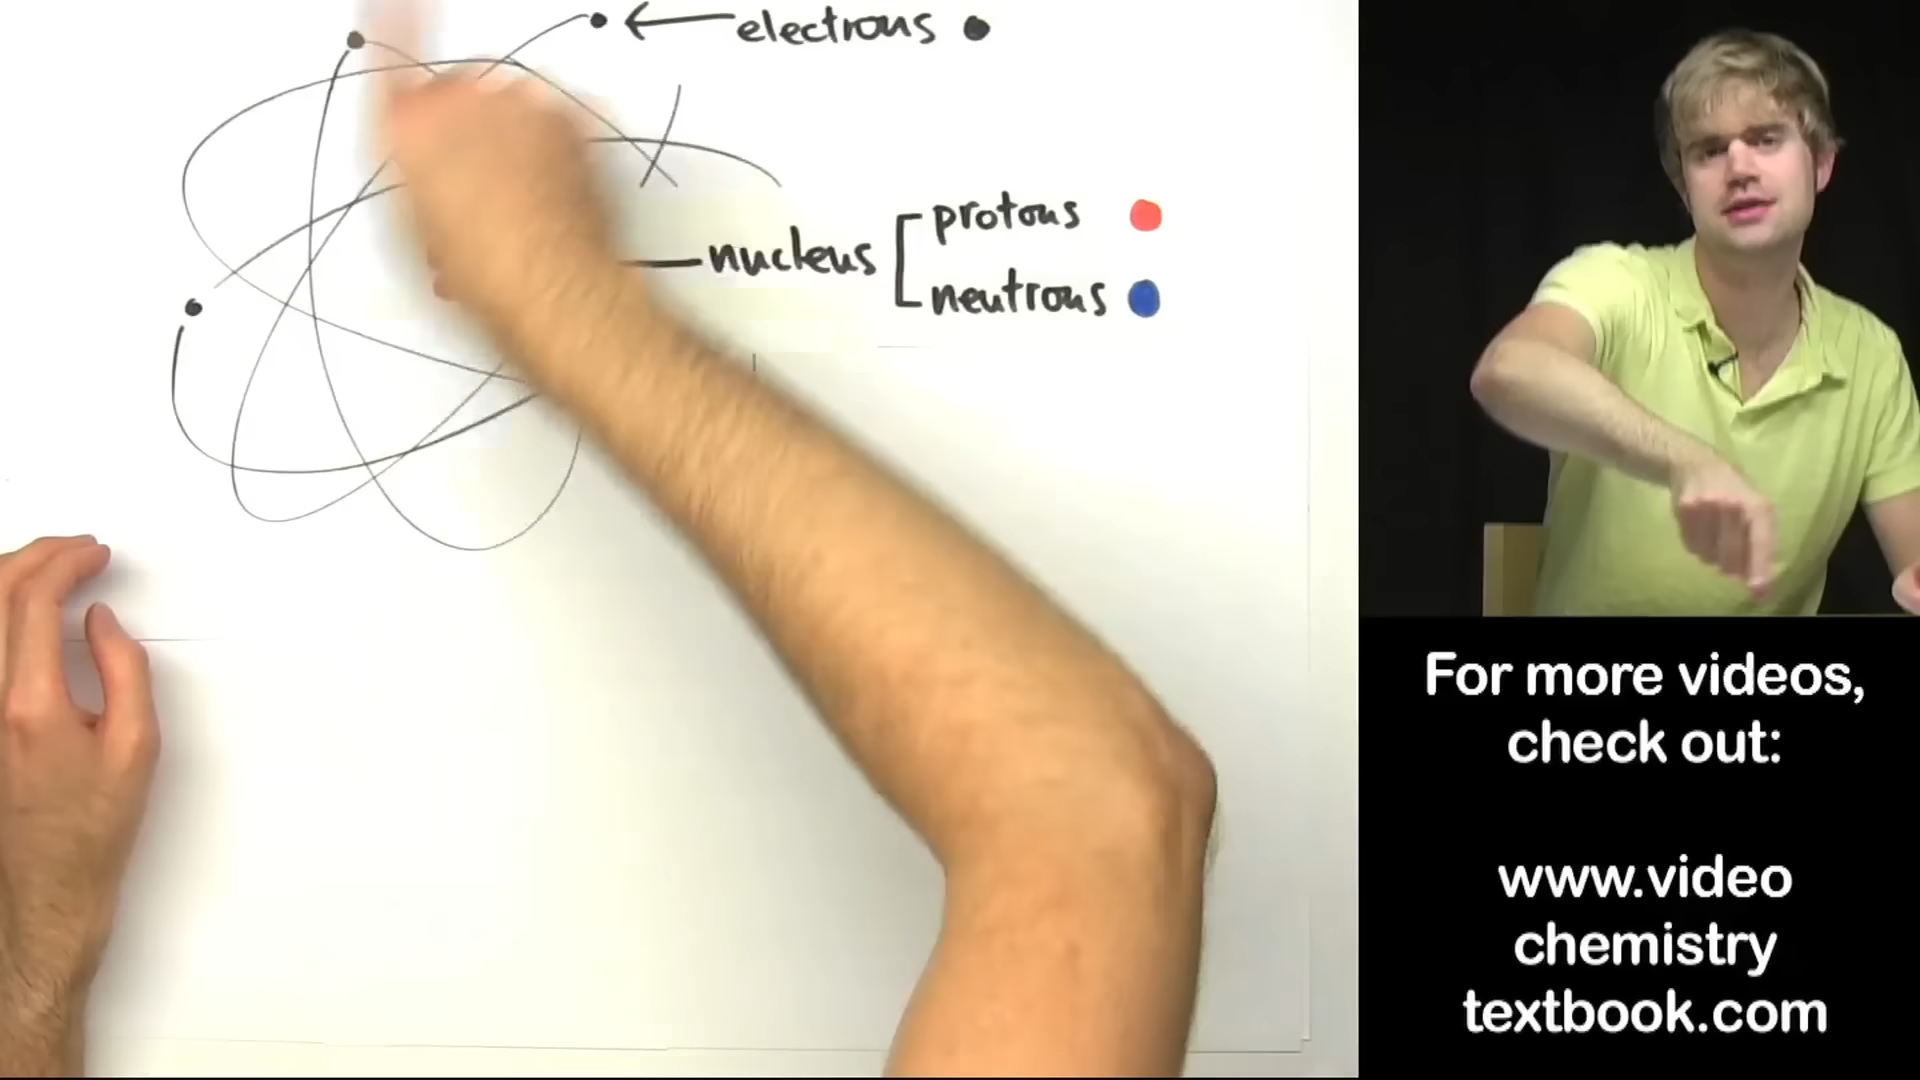 electrons
nucleus
protons
neutrons
For more videos,
check out:
www.video
chemistry
textbook.com